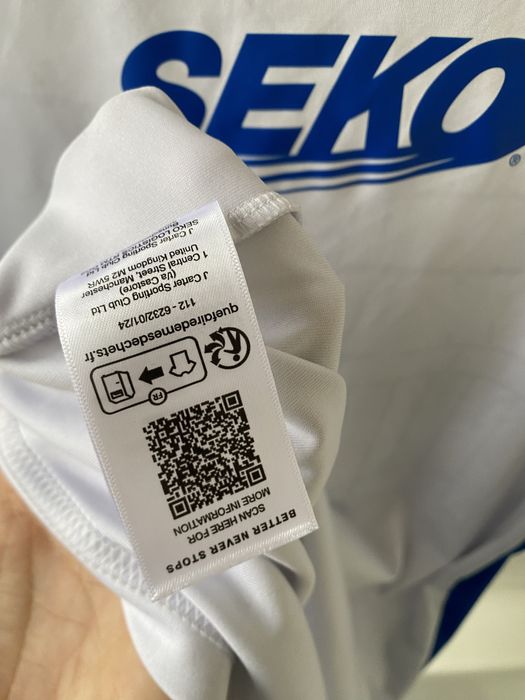 SEKO
®
BETTER NEVER STOPS
SCAN HERE FOR
MORE INFORMATION
FR
quefairedemesdechets.fr
112 - 6232/01/24
J Carter Sporting Club Ltd
(t/a Castore)
1 Central Street, Manchester
United Kingdom M2 5WR
J Carter Sporting Club Ltd
SEKO LOGISTICS